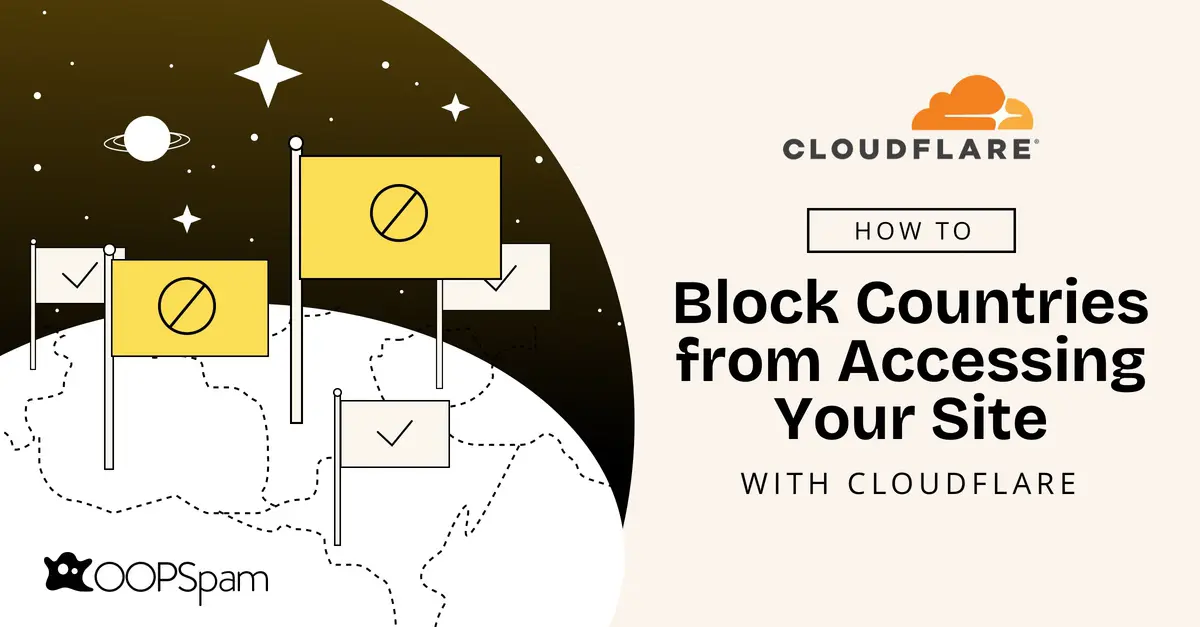 CLOUDFLARE®
HOW TO
Block Countries
from Accessing
Your Site
WITH CLOUDFLARE
OOPSpam